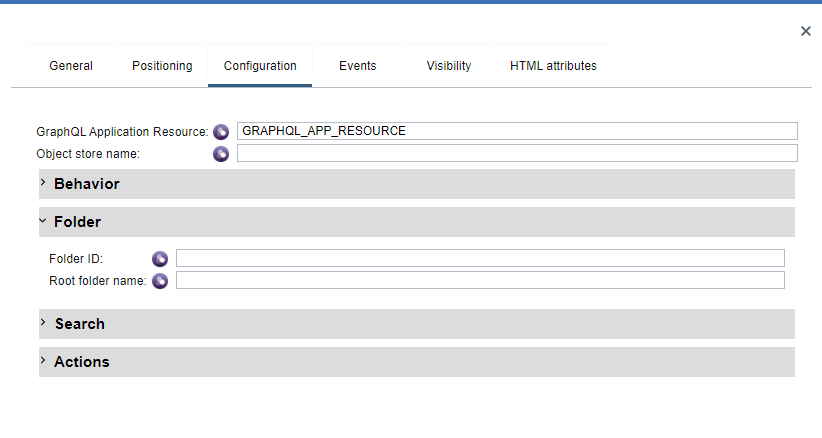 General Positioning Configuration Events Visibility HTML attributes
GraphQL Application Resource: GRAPHQL_APP_RESOURCE
Object store name:
Behavior
Folder
Folder ID:
Root folder name:
Search
Actions